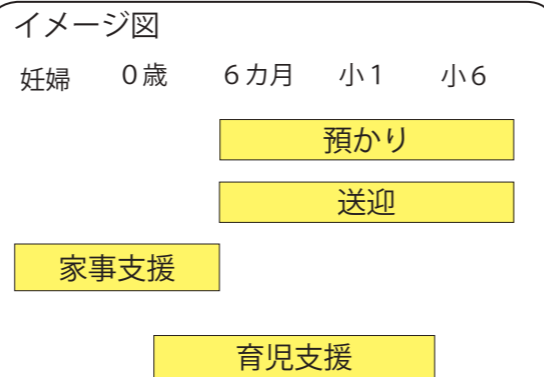 イメージ図
妊婦 0歳 6カ月 小1 小6
預かり
送迎
家事支援
育児支援